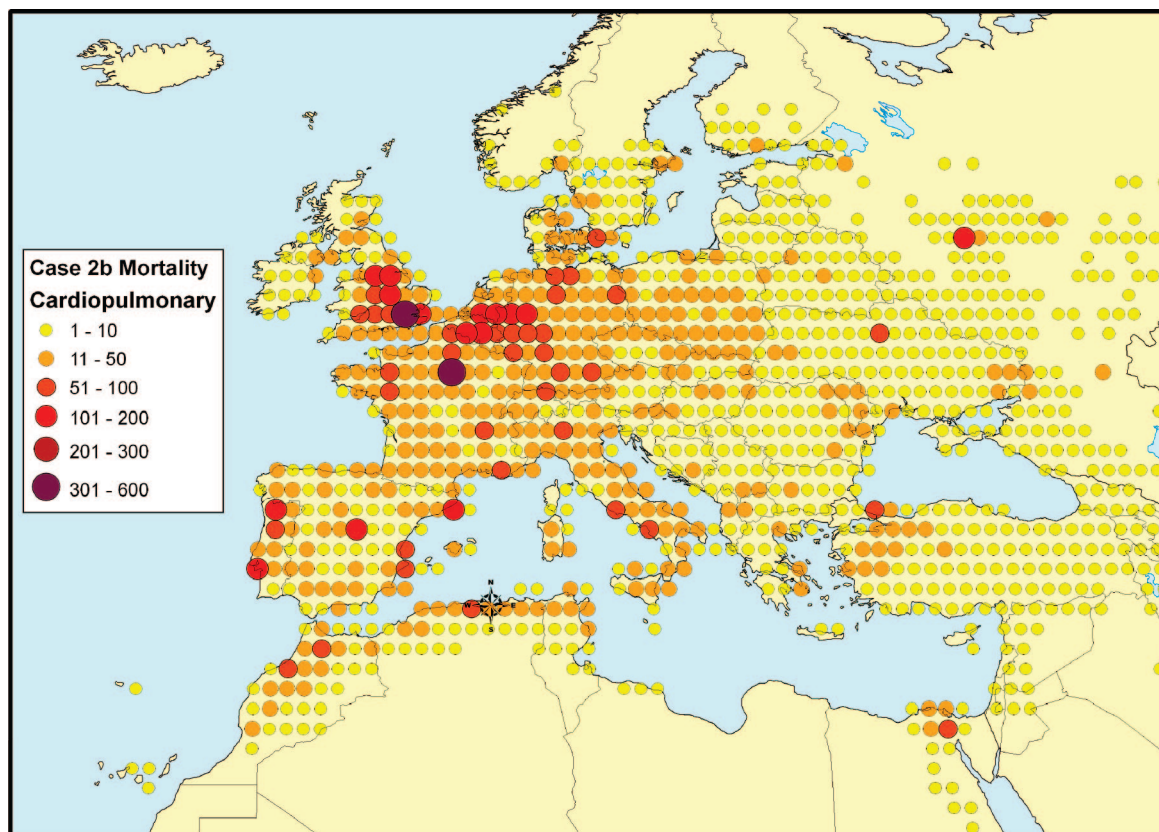 Case 2b Mortality
Cardiopulmonary
1 - 10
11 - 50
51 - 100
101 - 200
201 - 300
301 - 600
N
W E
S